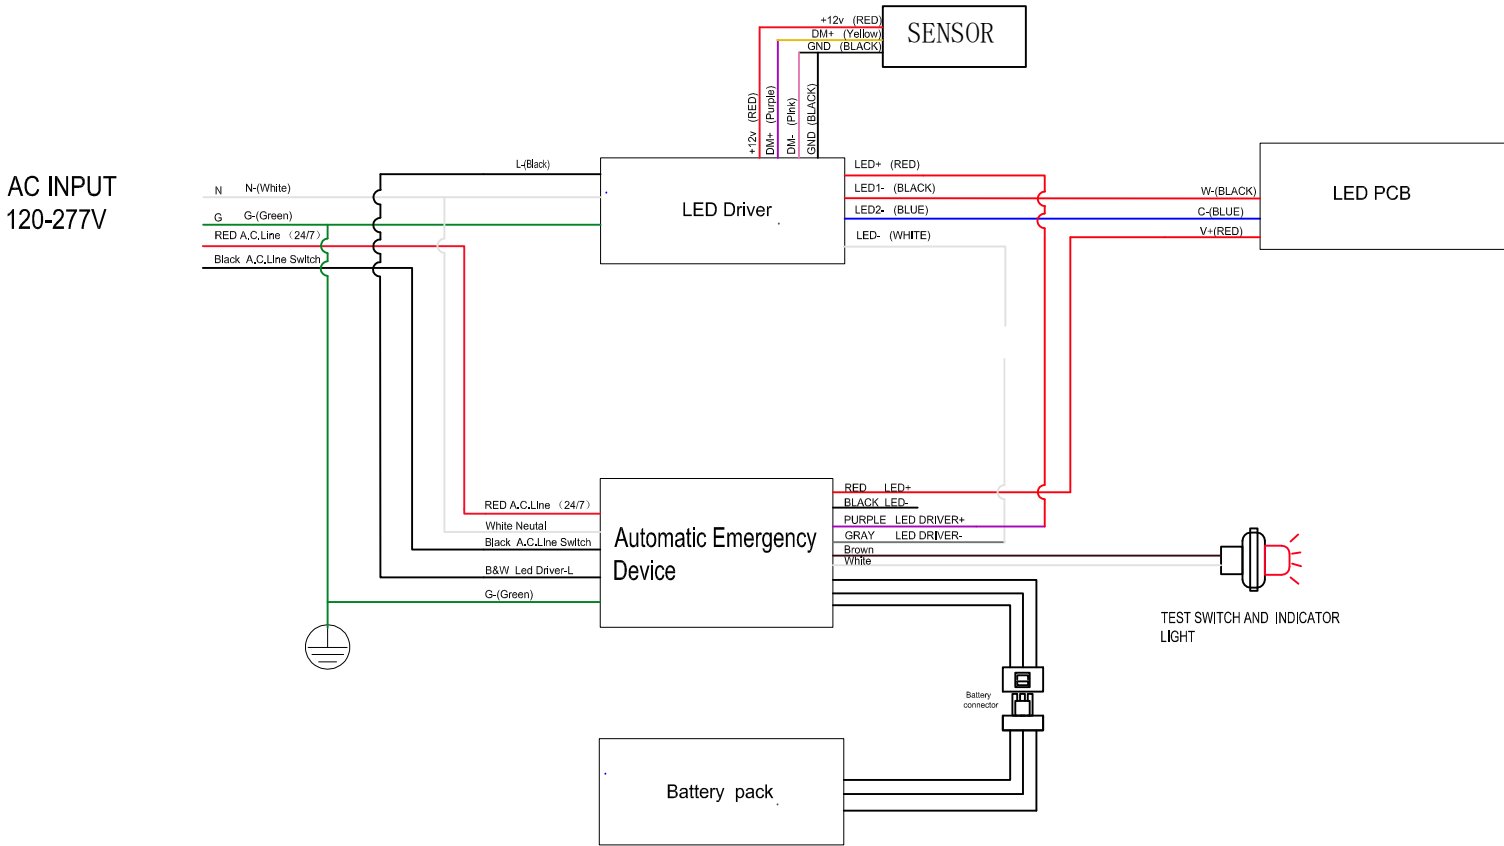 +12v (RED)
DM+ (Yellow)
GND (BLACK)
SENSOR
+12v (RED)
DM+ (Purple)
DM- (Pink)
GND (BLACK)
AC INPUT
120-277V
L-(Black)
N N-(White)
G G-(Green)
RED A.C.Line （24/7）
Black A.C.Line Switch
LED Driver
LED+ (RED)
LED1- (BLACK)
LED2- (BLUE)
LED- (WHITE)
W-(BLACK)
C-(BLUE)
V+(RED)
LED PCB
RED A.C.Line （24/7）
White Neutal
Black A.C.Line Switch
B&W Led Driver-L
G-(Green)
Automatic Emergency
Device
RED LED+
BLACK LED-
PURPLE LED DRIVER+
GRAY LED DRIVER-
Brown
White
TEST SWITCH AND INDICATOR
LIGHT
Battery
connector
Battery pack